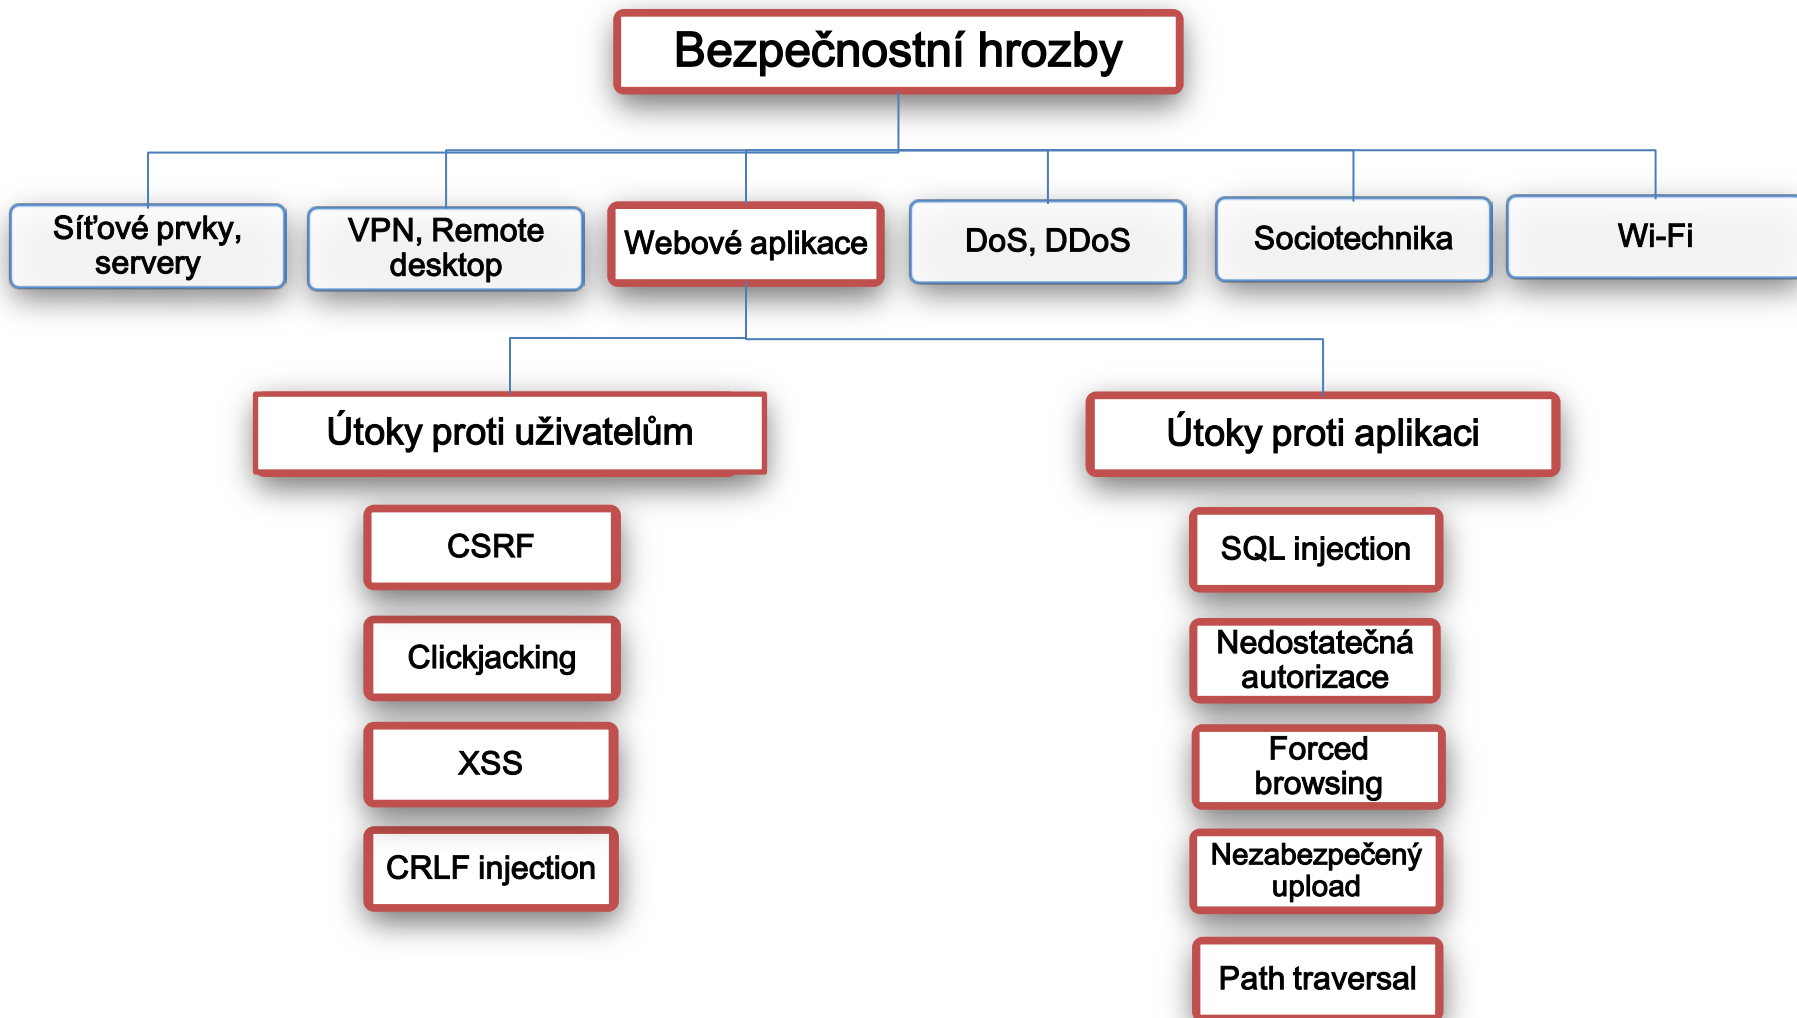 Bezpečnostní hrozby
Síťové prvky,
servery
VPN, Remote
desktop
Webové aplikace
DoS, DDoS
Sociotechnika
Wi-Fi
Útoky proti uživatelům
Útoky proti aplikaci
CSRF
Clickjacking
XSS
CRLF injection
SQL injection
Nedostatečná
autorizace
Forced
browsing
Nezabezpečený
upload
Path traversal